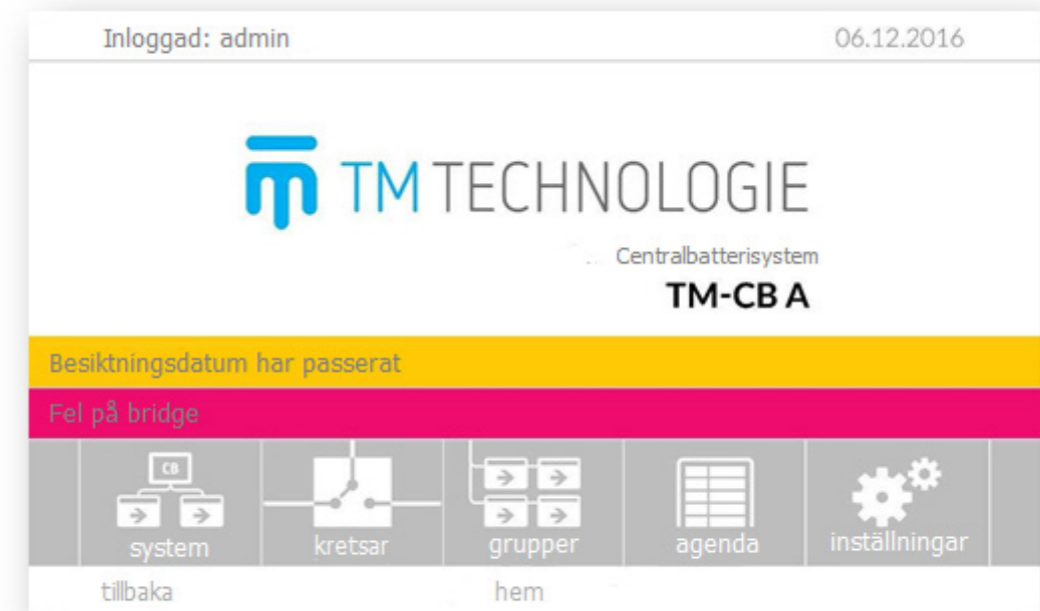 Inloggad: admin 06.12.2016
TM TECHNOLOGIE
Centralbatterisystem
TM-CB A
Besiktningsdatum har passerat
Fel på bridge
CB
system kretsar grupper agenda inställningar
tillbaka hem